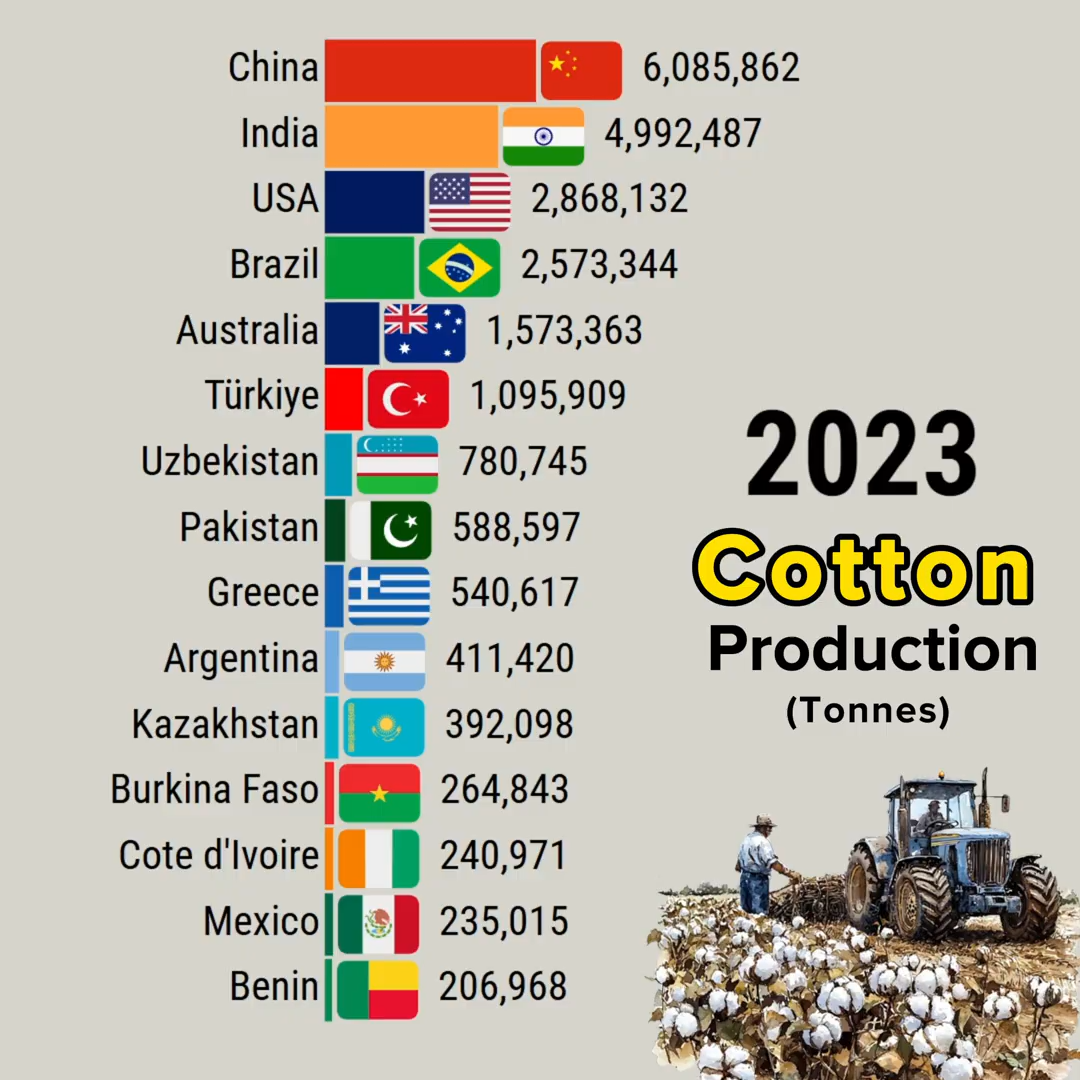 China 6,085,862
India 4,992,487
USA 2,868,132
Brazil 2,573,344
Australia 1,573,363
Türkiye 1,095,909
Uzbekistan 780,745
Pakistan 588,597
Greece 540,617
Argentina 411,420
Kazakhstan 392,098
Burkina Faso 264,843
Cote d'Ivoire 240,971
Mexico 235,015
Benin 206,968
2023
Cotton
Production
(Tonnes)